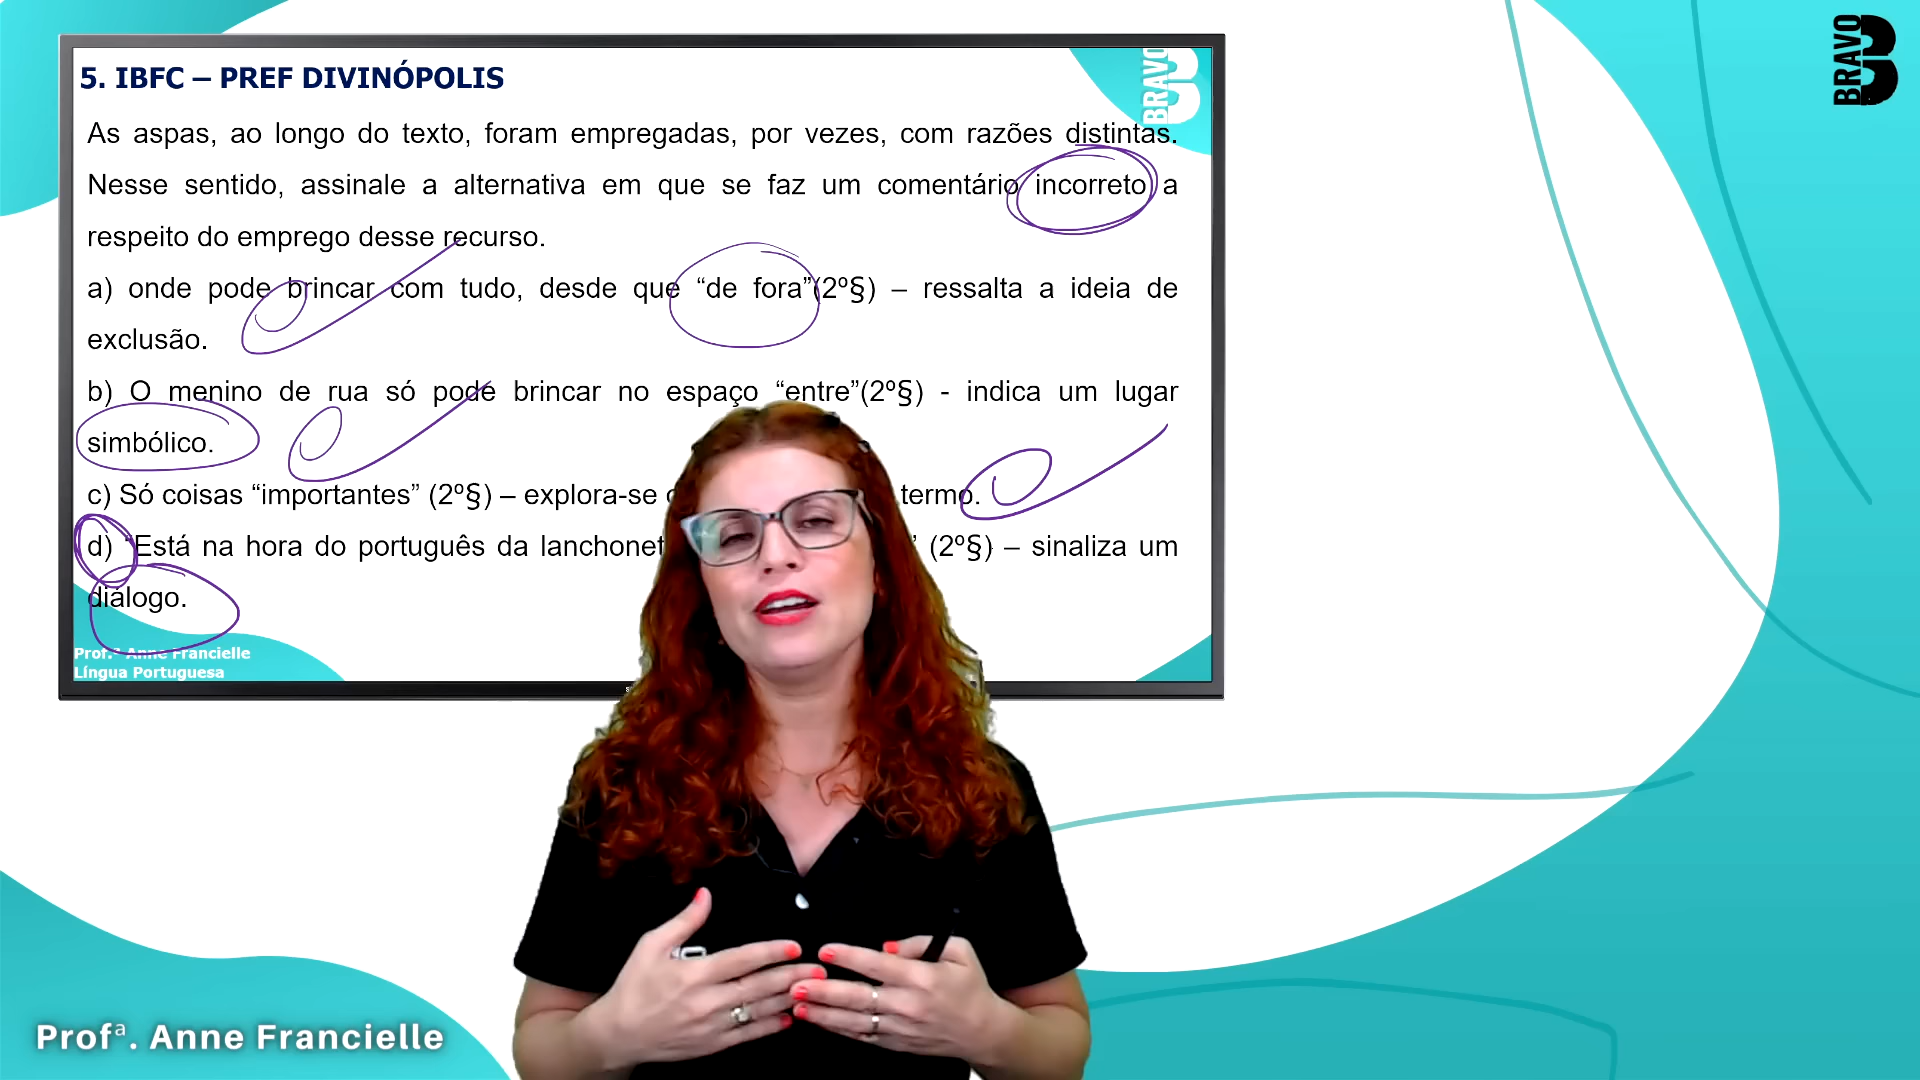 BRAVO
B
5. IBFC – PREF DIVINÓPOLIS
BRAVO
As aspas, ao longo do texto, foram empregadas, por vezes, com razões distintas.
Nesse sentido, assinale a alternativa em que se faz um comentário incorreto a
respeito do emprego desse recurso.
a) onde pode brincar com tudo, desde que “de fora”(2º§) – ressalta a ideia de
exclusão.
b) O menino de rua só pode brincar no espaço “entre”(2º§) - indica um lugar
simbólico.
c) Só coisas “importantes” (2º§) – explora-se termo.
d) “Está na hora do português da (2º§) – sinaliza um
diálogo.
Prof.ª Anne Francielle
Língua Portuguesa
Profª. Anne Francielle